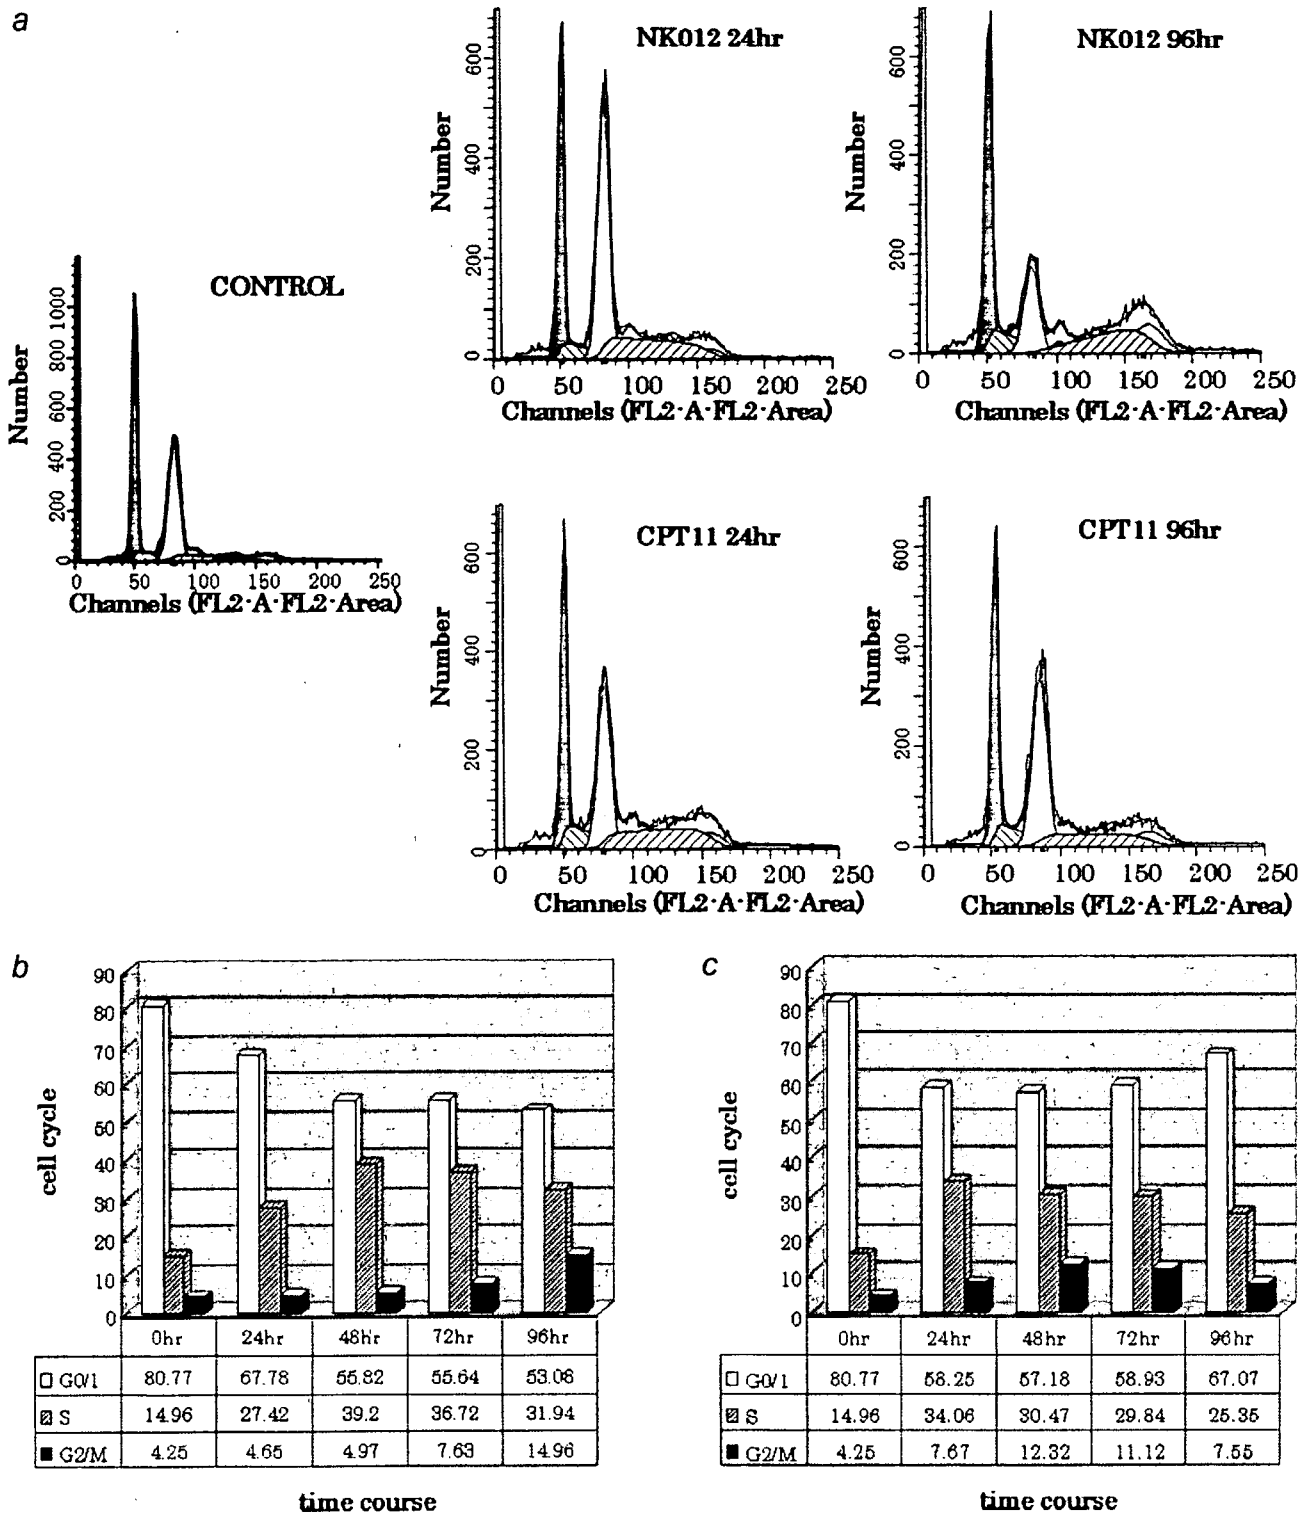 a
NK012 24hr
Number
0 200 400 600
0 50 100 150 200 250
Channels (FL2-A-FL2-Area)
NK012 96hr
Number
0 200 400 600
0 50 100 150 200 250
Channels (FL2-A-FL2-Area)
CONTROL
Number
0 200 400 600 800 1000
0 50 100 150 200 250
Channels (FL2-A-FL2-Area)
CPT11 24hr
Number
0 200 400 600
0 50 100 150 200 250
Channels (FL2-A-FL2-Area)
CPT11 96hr
Number
0 200 400 600
0 50 100 150 200 250
Channels (FL2-A-FL2-Area)
b
cell cycle
90
80
70
60
50
40
30
20
10
0
0hr 24hr 48hr 72hr 96hr
G0/1 80.77 67.78 55.82 55.64 53.08
S 14.96 27.42 39.2 36.72 31.94
G2/M 4.25 4.65 4.97 7.63 14.96
time course
c
cell cycle
90
80
70
60
50
40
30
20
10
0
0hr 24hr 48hr 72hr 96hr
G0/1 80.77 58.25 57.18 58.93 67.07
S 14.96 34.06 30.47 29.84 25.35
G2/M 4.25 7.67 12.32 11.12 7.55
time course